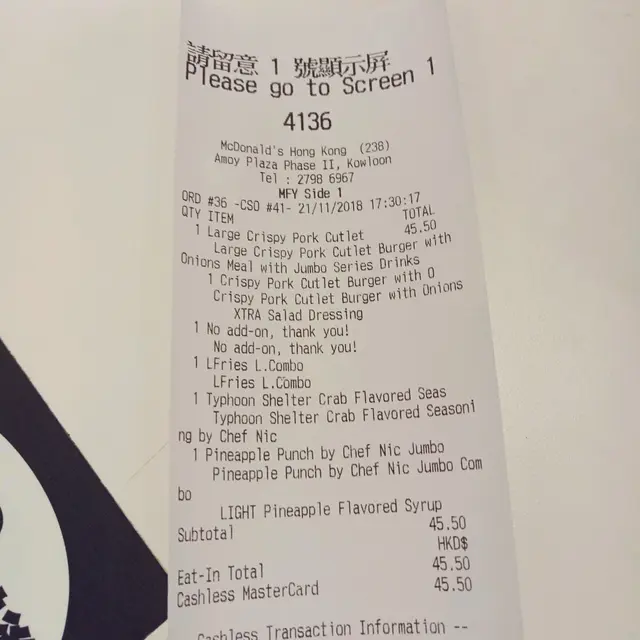 請留意 1 號顯示屏
Please go to Screen 1
4136
McDonald's Hong Kong (238)
Amoy Plaza Phase II, Kowloon
Tel : 2798 6967
MFY Side 1
ORD #36 -CSO #41- 21/11/2018 17:30:17
QTY ITEM TOTAL
1 Large Crispy Pork Cutlet 45.50
Large Crispy Pork Cutlet Burger with
Onions Meal with Jumbo Series Drinks
1 Crispy Pork Cutlet Burger with O
Crispy Pork Cutlet Burger with Onions
XTRA Salad Dressing
1 No add-on, thank you!
No add-on, thank you!
1 LFries L.Combo
LFries L.Combo
1 Typhoon Shelter Crab Flavored Seas
Typhoon Shelter Crab Flavored Seasoni
ng by Chef Nic
1 Pineapple Punch by Chef Nic Jumbo
Pineapple Punch by Chef Nic Jumbo Com
bo
LIGHT Pineapple Flavored Syrup
Subtotal 45.50
HKD$
Eat-In Total 45.50
Cashless MasterCard 45.50
Cashless Transaction Information --